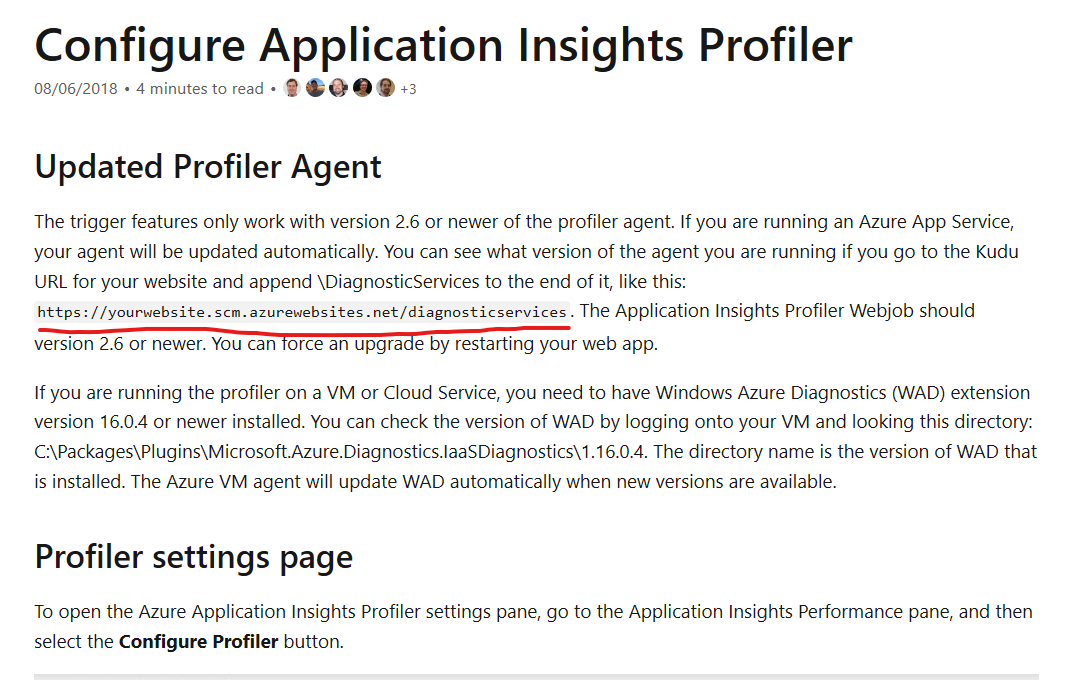 Configure Application Insights Profiler
08/06/2018 • 4 minutes to read • +3
Updated Profiler Agent
The trigger features only work with version 2.6 or newer of the profiler agent. If you are running an Azure App Service,
your agent will be updated automatically. You can see what version of the agent you are running if you go to the Kudu
URL for your website and append \DiagnosticServices to the end of it, like this:
https://yourwebsite.scm.azurewebsites.net/diagnosticservices. The Application Insights Profiler Webjob should
version 2.6 or newer. You can force an upgrade by restarting your web app.
If you are running the profiler on a VM or Cloud Service, you need to have Windows Azure Diagnostics (WAD) extension
version 16.0.4 or newer installed. You can check the version of WAD by logging onto your VM and looking this directory:
C:\Packages\Plugins\Microsoft.Azure.Diagnostics.IaaSDiagnostics\1.16.0.4. The directory name is the version of WAD that
is installed. The Azure VM agent will update WAD automatically when new versions are available.
Profiler settings page
To open the Azure Application Insights Profiler settings pane, go to the Application Insights Performance pane, and then
select the Configure Profiler button.